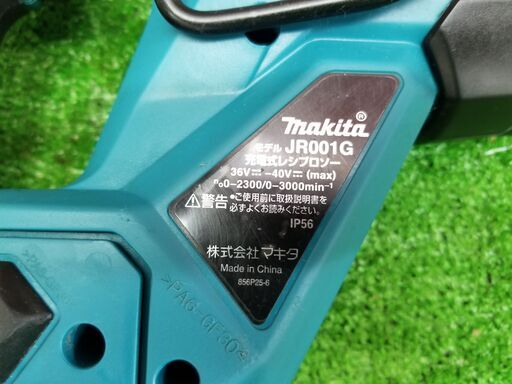 makita®
モデル JR001G
充電式レシプロソー
36V⎓ −40V⎓ (max)
n₀0−2300/0−3000min⁻¹
⚠警告 ●ご使用前に取扱説明書を
必ずよくお読みください。
IP56
株式会社 マキタ
Made in China
856P25-6
>PA6-GF30<